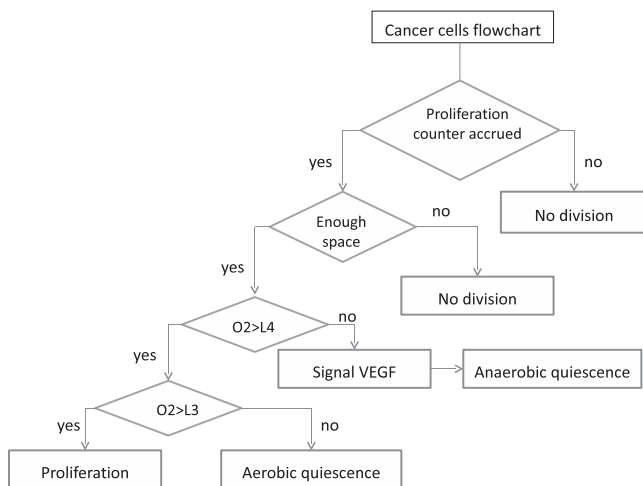 Cancer cells flowchart
Proliferation
counter accrued
yes
no
No division
Enough
space
no
yes
No division
O2>L4
no
yes
Signal VEGF
Anaerobic quiescence
O2>L3
yes
no
Proliferation
Aerobic quiescence